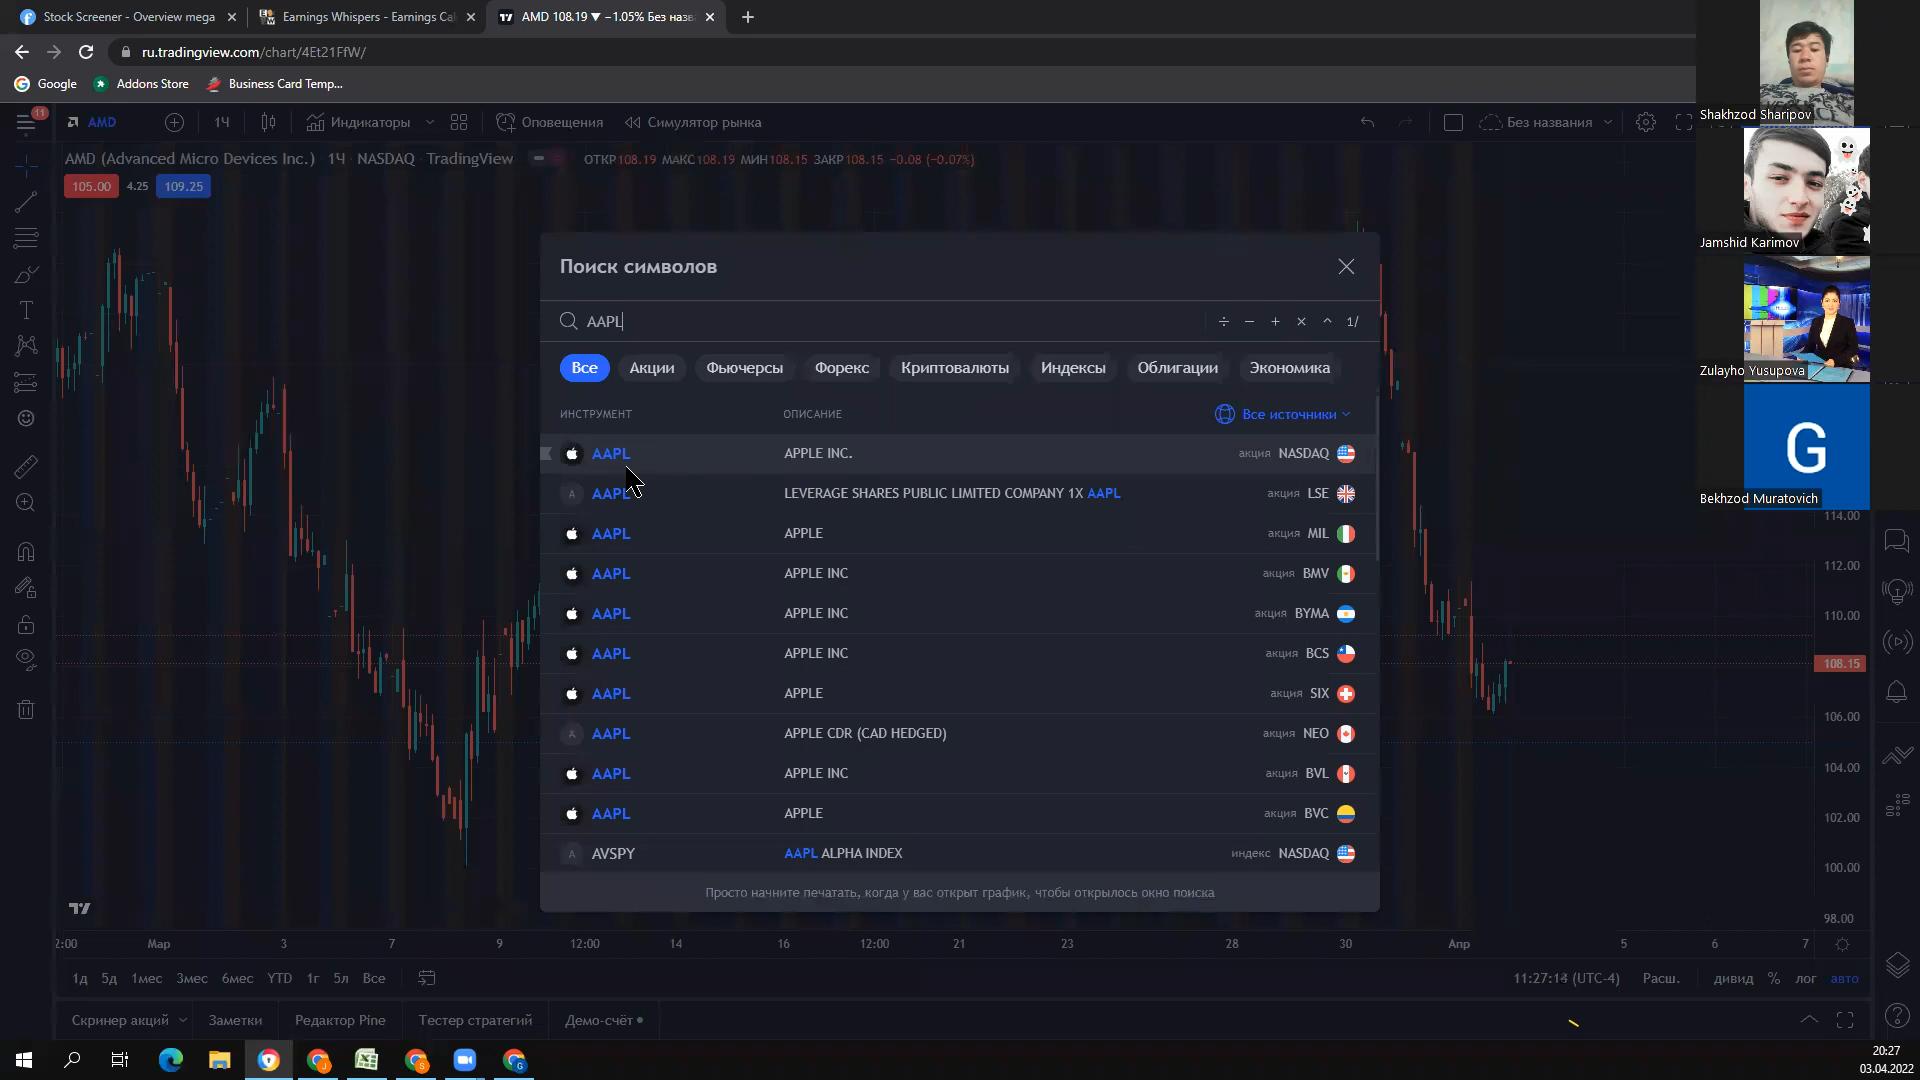 Stock Screener - Overview mega
Earnings Whispers - Earnings Cal
AMD 108.19 ▼ −1.05% Без назв
ru.tradingview.com/chart/4Et21FfW/
Google
Addons Store
Business Card Temp...
11
AMD
1Ч
Индикаторы
Оповещения
Симулятор рынка
Без названия
AMD (Advanced Micro Devices Inc.) 1Ч NASDAQ TradingView
ОТКР108.19 МАКС108.19 МИН108.15 ЗАКР108.15 −0.08 (−0.07%)
105.00 4.25 109.25
Поиск символов
AAPL
÷ − + × ^ 1/
Все
Акции
Фьючерсы
Форекс
Криптовалюты
Индексы
Облигации
Экономика
ИНСТРУМЕНТ ОПИСАНИЕ Все источники
AAPL APPLE INC. акция NASDAQ
A AAPL LEVERAGE SHARES PUBLIC LIMITED COMPANY 1X AAPL акция LSE
AAPL APPLE акция MIL
AAPL APPLE INC акция BMV
AAPL APPLE INC акция BYMA
AAPL APPLE INC акция BCS
AAPL APPLE акция SIX
A AAPL APPLE CDR (CAD HEDGED) акция NEO
AAPL APPLE INC акция BVL
AAPL APPLE акция BVC
A AVSPY AAPL ALPHA INDEX индекс NASDAQ
Просто начните печатать, когда у вас открыт график, чтобы открылось окно поиска
Shakhzod Sharipov
Jamshid Karimov
Zulayho Yusupova
G
Bekhzod Muratovich
114.00
112.00
110.00
108.15
106.00
104.00
102.00
100.00
98.00
2:00 Мар 3 7 9 12:00 14 16 12:00 21 23 28 30 Апр 5 6 7
1д 5д 1мес 3мес 6мес YTD 1г 5л Все
11:27:14 (UTC-4) Расш. дивид % лог авто
Скринер акций
Заметки
Редактор Pine
Тестер стратегий
Демо-счёт
20:27
03.04.2022